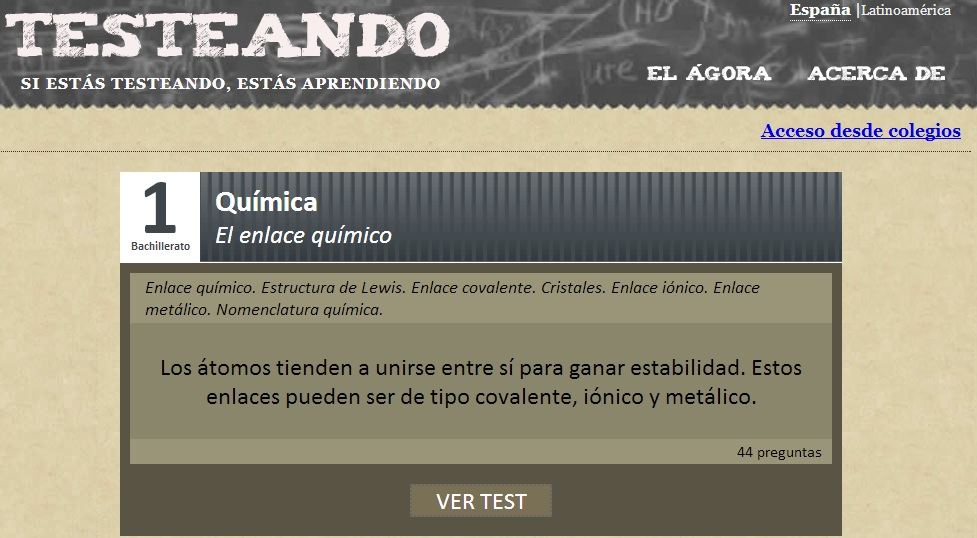 TESTEANDO
España |Latinoamérica
SI ESTÁS TESTEANDO, ESTÁS APRENDIENDO
EL ÁGORA ACERCA DE
Acceso desde colegios
1
Bachillerato
Química
El enlace químico
Enlace químico. Estructura de Lewis. Enlace covalente. Cristales. Enlace iónico. Enlace
metálico. Nomenclatura química.
Los átomos tienden a unirse entre sí para ganar estabilidad. Estos
enlaces pueden ser de tipo covalente, iónico y metálico.
44 preguntas
VER TEST